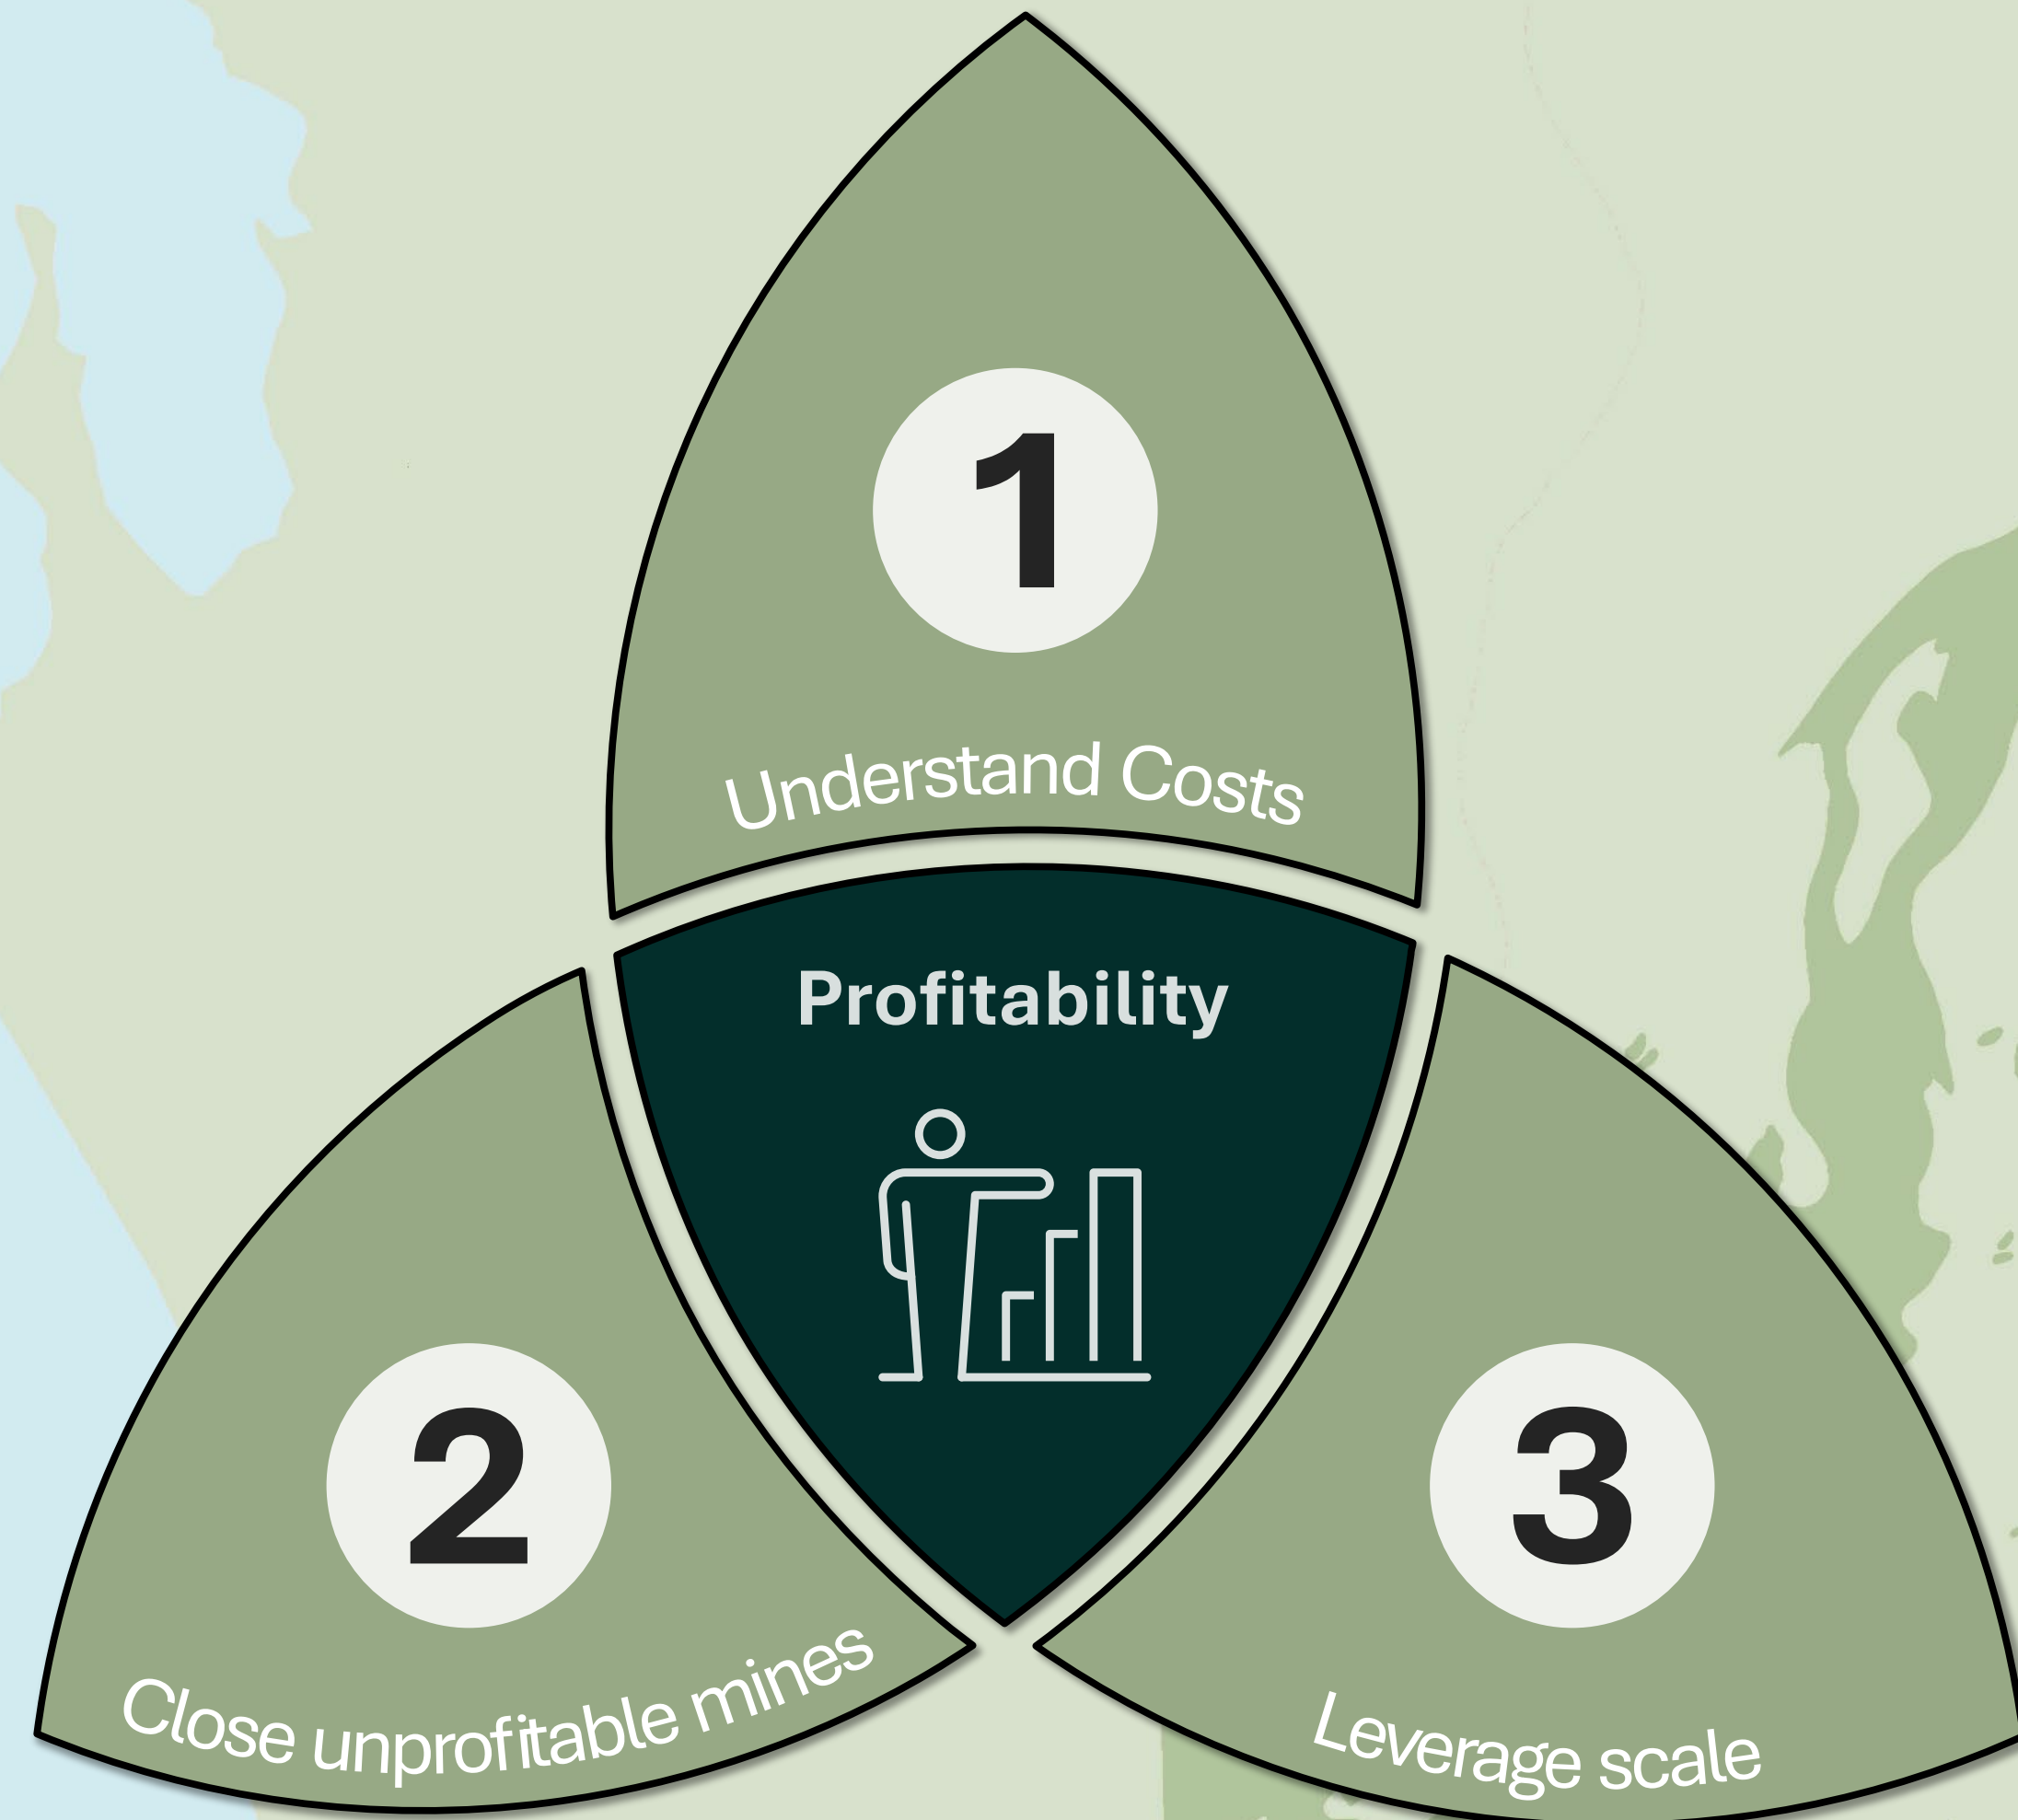 1
Understand Costs
Profitability
2
Close unprofitable mines
3
Leverage scale